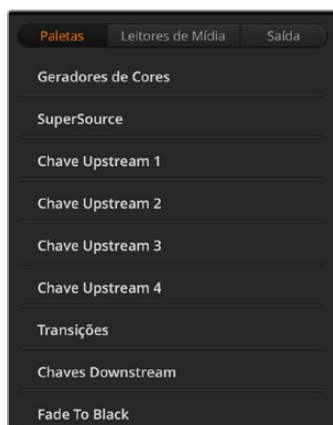 Paletas Leitores de Mídia Saída
Geradores de Cores
SuperSource
Chave Upstream 1
Chave Upstream 2
Chave Upstream 3
Chave Upstream 4
Transições
Chaves Downstream
Fade To Black